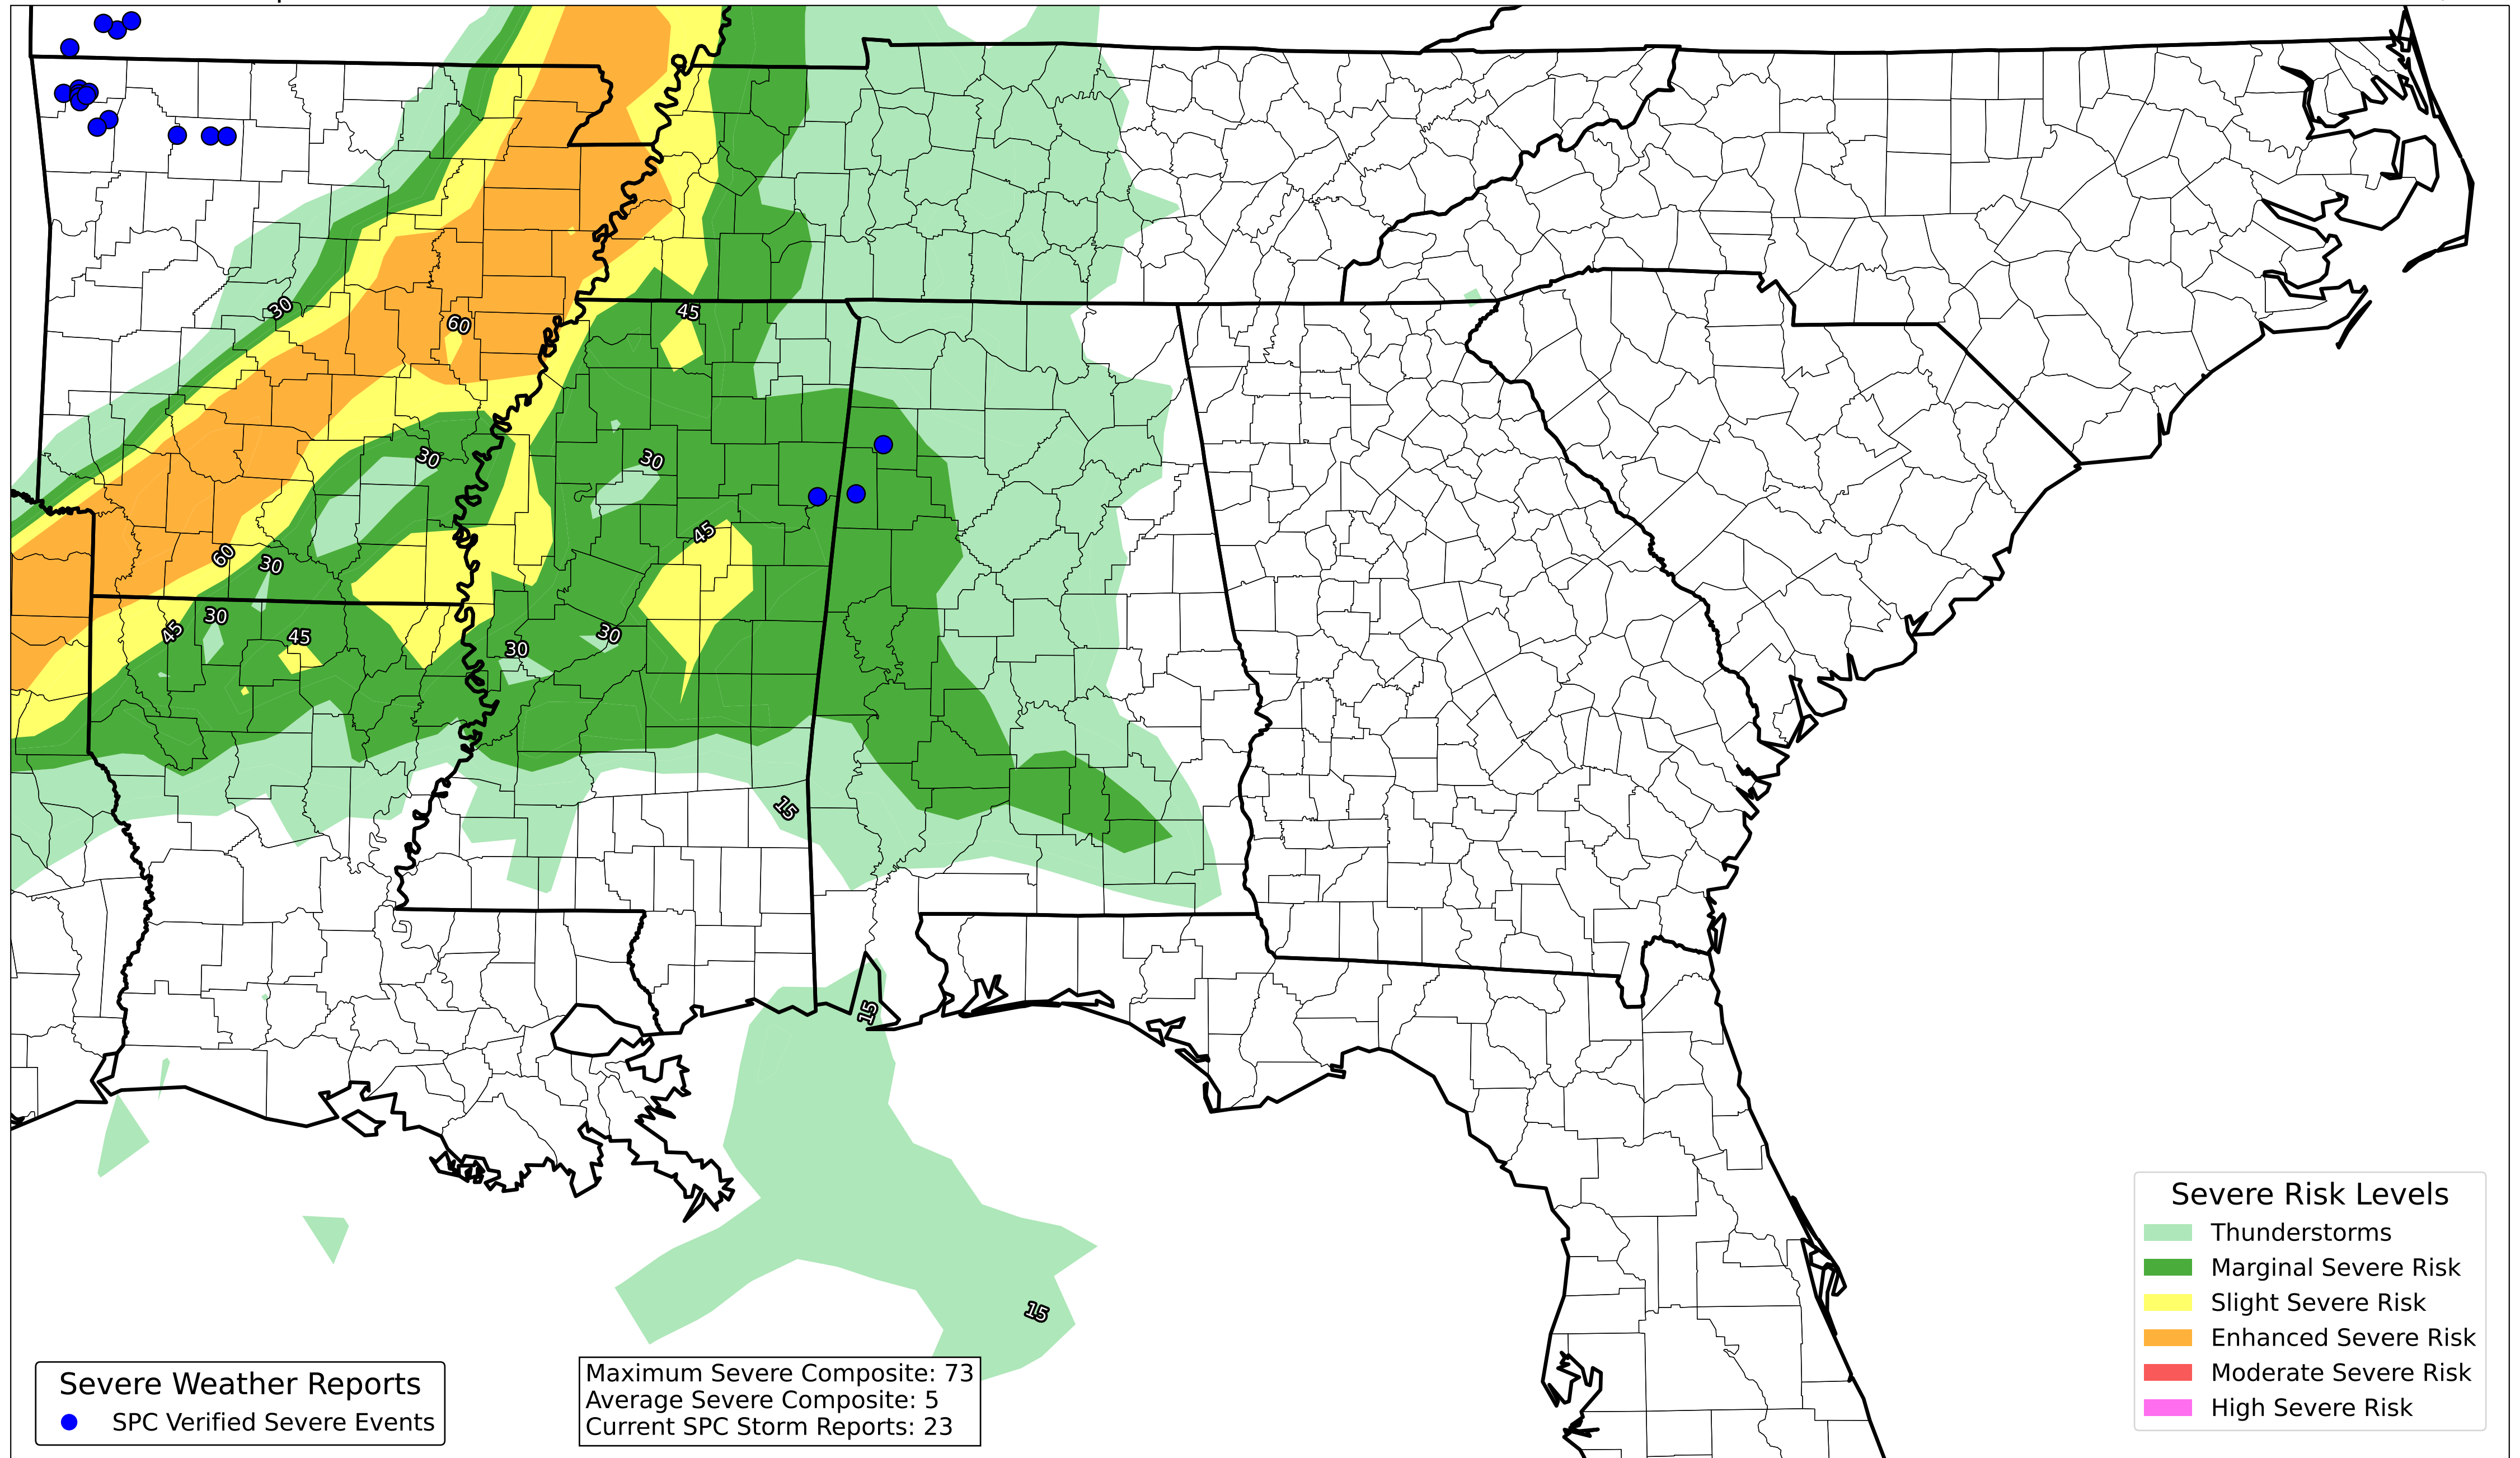 30
45
60
30
30
45
60
30
30
45
45
30
30
15
15
15
Severe Risk Levels
Thunderstorms
Marginal Severe Risk
Slight Severe Risk
Enhanced Severe Risk
Moderate Severe Risk
High Severe Risk
Severe Weather Reports
SPC Verified Severe Events
Maximum Severe Composite: 73
Average Severe Composite: 5
Current SPC Storm Reports: 23